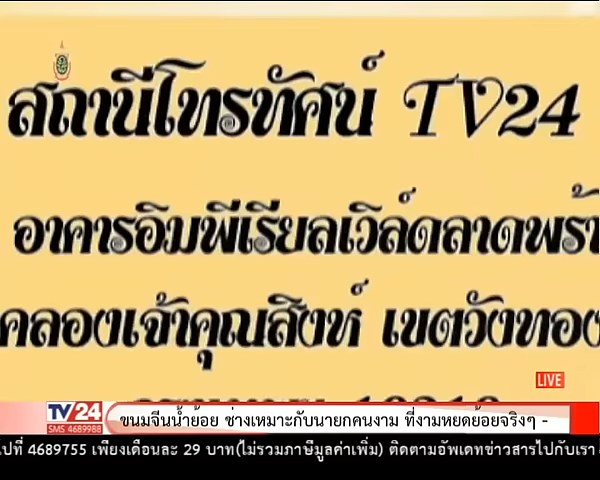 สถานีโทรทัศน์ TV24
อาคารอิมพีเรียลเวิล์ดลาดพร้า
คลองเจ้าคุณสิงห์ เขตวังทอง
LIVE
TV24
SMS 4689988
ขนมจีนน้ำย้อย ช่างเหมาะกับนายกคนงาม ที่งามหยดย้อยจริงๆ -
ปที่ 4689755 เพียงเดือนละ 29 บาท(ไม่รวมภาษีมูลค่าเพิ่ม) ติดตามอัพเดทข่าวสารไปกับเรา